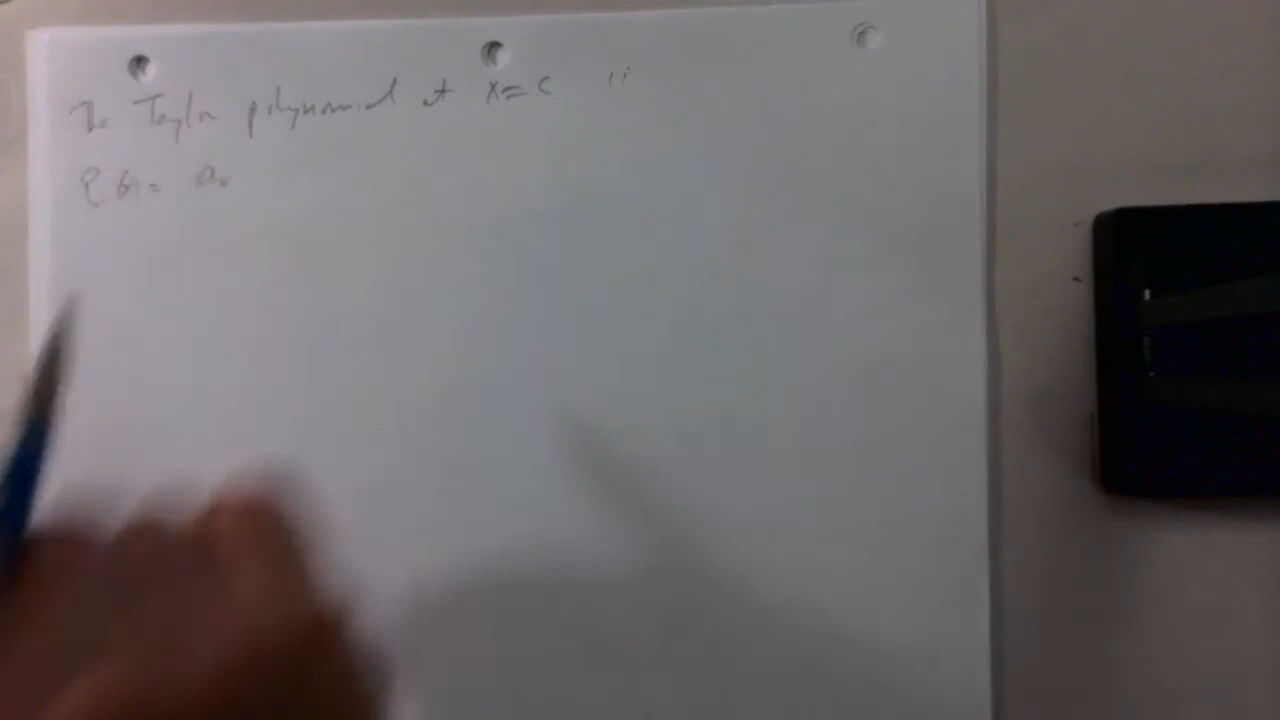 The Taylor polynomial at x=c is
P(x)= a₀